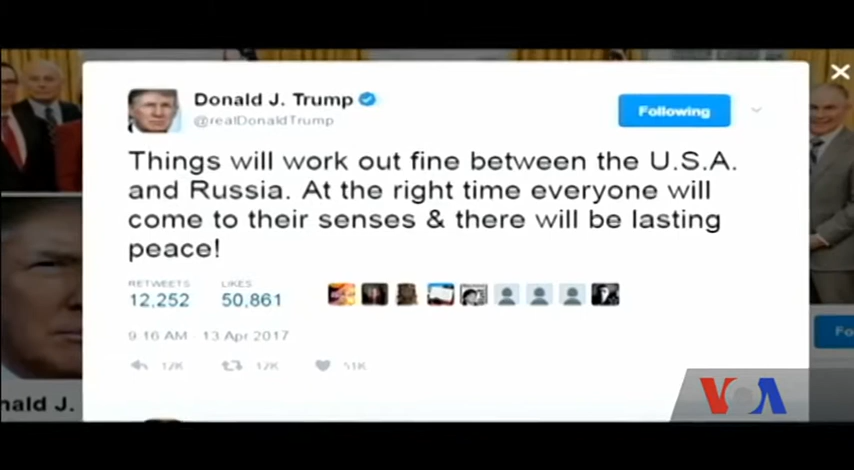 Donald J. Trump
@realDonaldTrump
Following
Things will work out fine between the U.S.A.
and Russia. At the right time everyone will
come to their senses & there will be lasting
peace!
RETWEETS LIKES
12,252 50,861
9:16 AM - 13 Apr 2017
12K 51K
Fo
nald J.
VOA